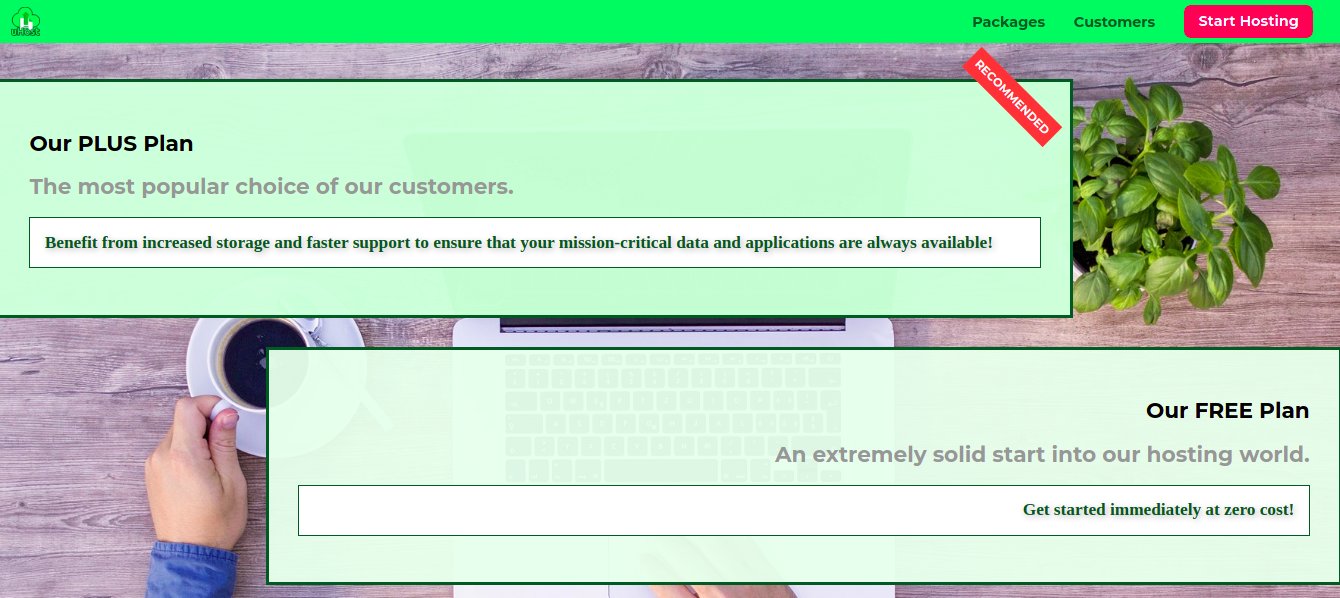 uHOST
Packages
Customers
Start Hosting
RECOMMENDED
Our PLUS Plan
The most popular choice of our customers.
Benefit from increased storage and faster support to ensure that your mission-critical data and applications are always available!
Our FREE Plan
An extremely solid start into our hosting world.
Get started immediately at zero cost!